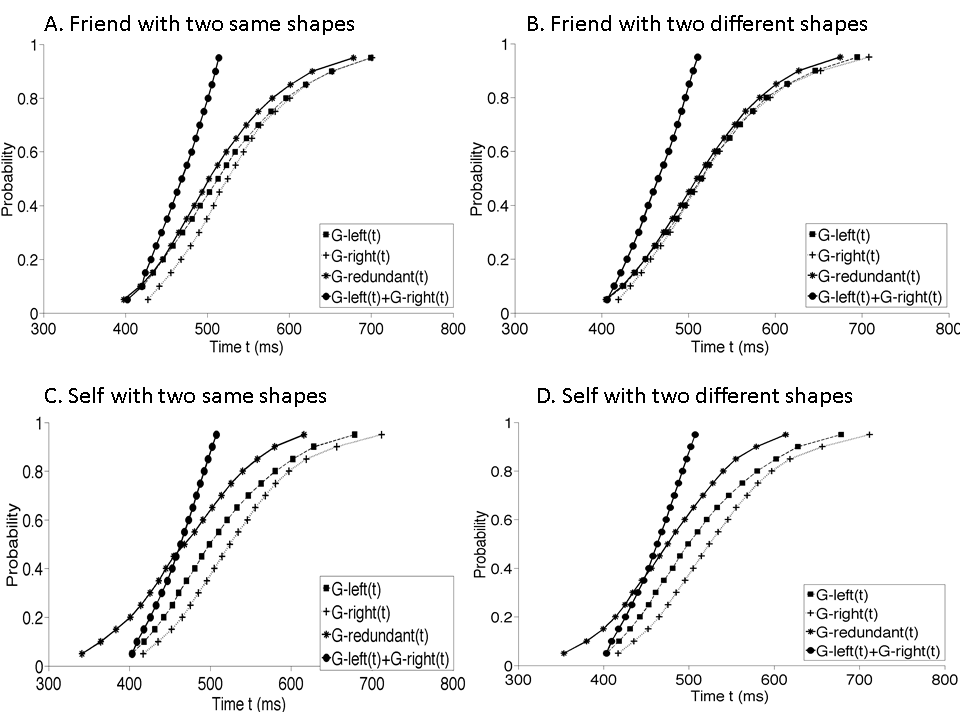 A. Friend with two same shapes
1
0.8
0.6
0.4
0.2
0
Probability
G-left(t)
G-right(t)
G-redundant(t)
G-left(t)+G-right(t)
300 400 500 600 700 800
Time t (ms)
B. Friend with two different shapes
1
0.8
0.6
0.4
0.2
0
Probability
G-left(t)
G-right(t)
G-redundant(t)
G-left(t)+G-right(t)
300 400 500 600 700 800
Time t (ms)
C. Self with two same shapes
1
0.8
0.6
0.4
0.2
0
Probability
G-left(t)
G-right(t)
G-redundant(t)
G-left(t)+G-right(t)
300 400 500 600 700 800
Time t (ms)
D. Self with two different shapes
1
0.8
0.6
0.4
0.2
0
Probability
G-left(t)
G-right(t)
G-redundant(t)
G-left(t)+G-right(t)
300 400 500 600 700 800
Time t (ms)